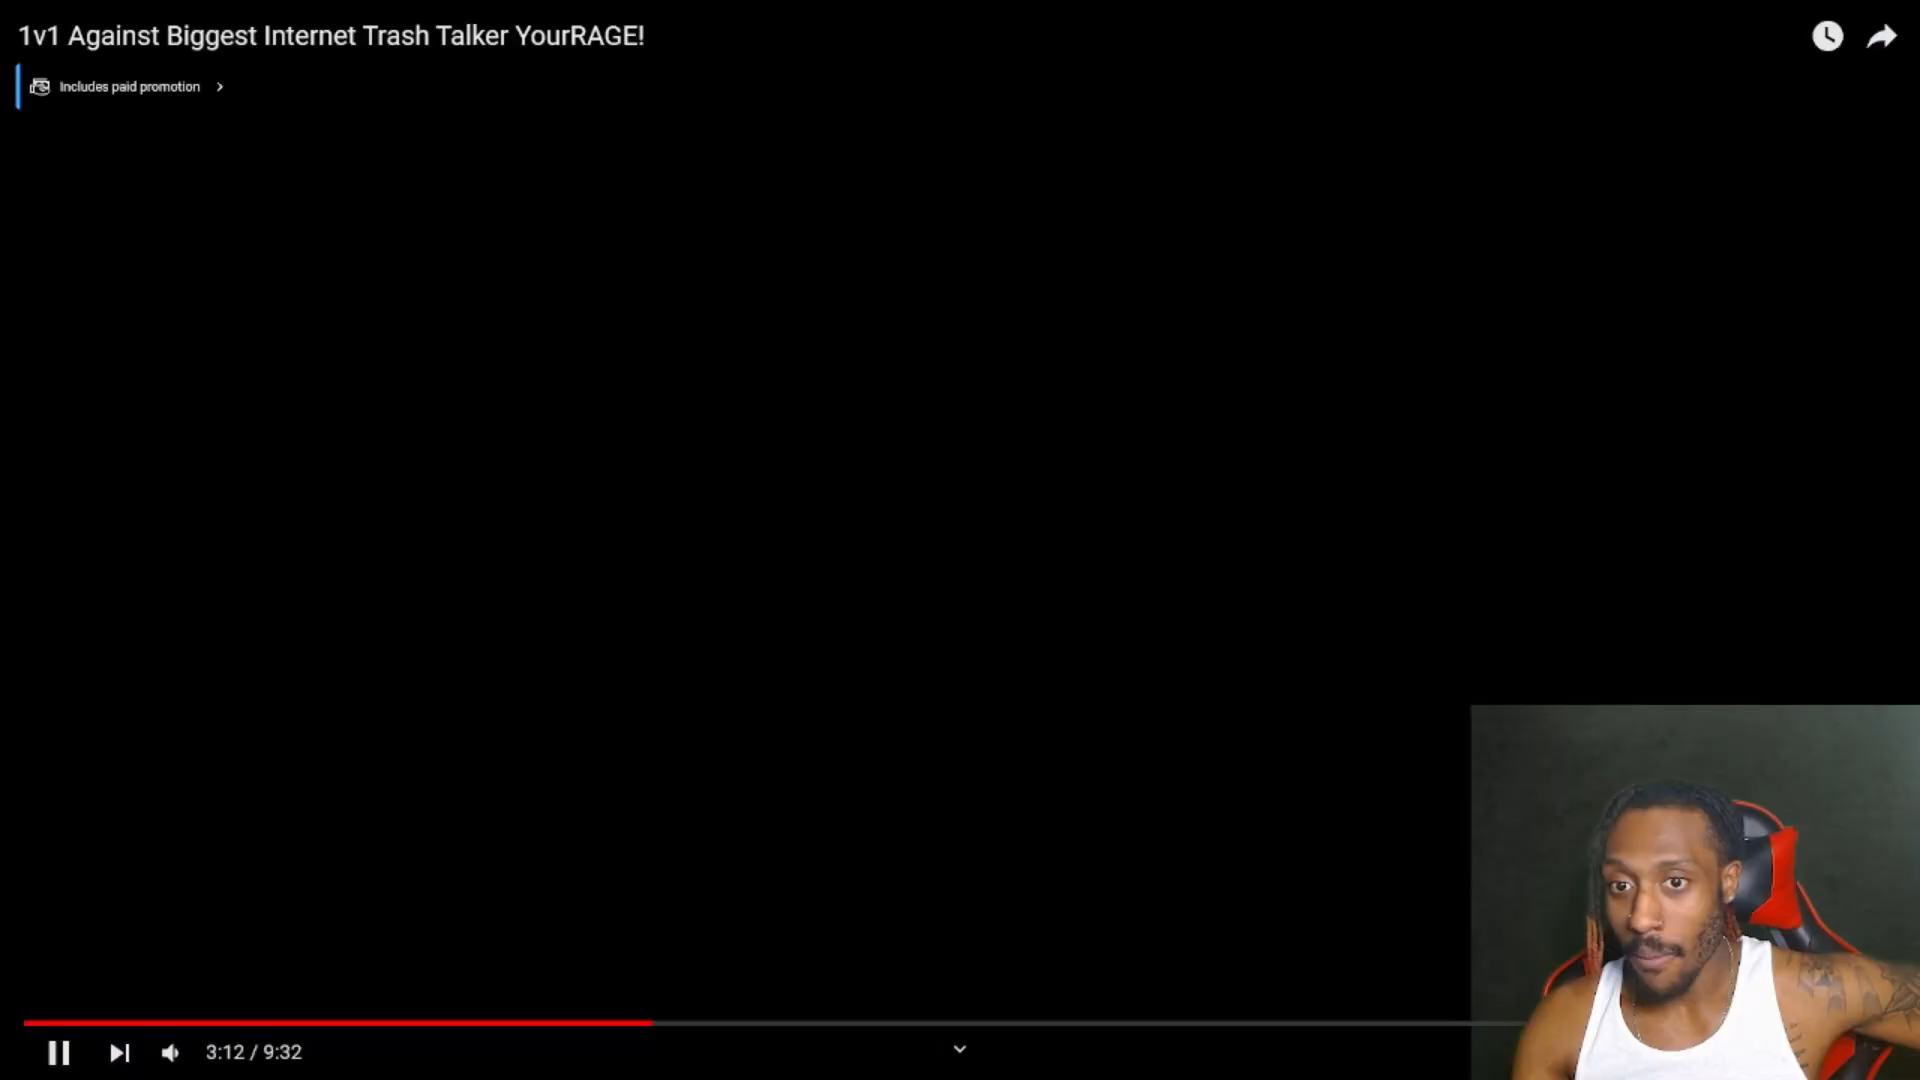 1v1 Against Biggest Internet Trash Talker YourRAGE!
Includes paid promotion
3:12 / 9:32